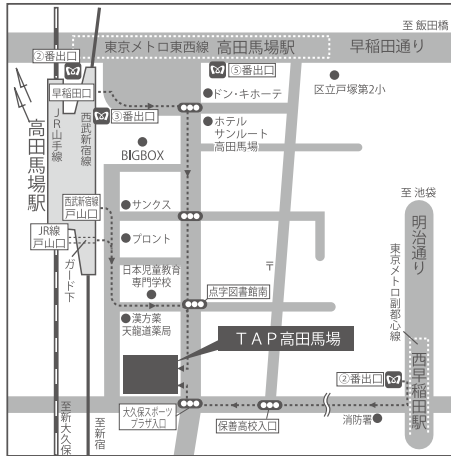 至 飯田橋
東京メトロ東西線 高田馬場駅
早稲田通り
②番出口
⑤番出口
早稲田口
③番出口
ドン・キホーテ
区立戸塚第2小
高田馬場駅
JR山手線
西武新宿線
BIGBOX
ホテル
サンルート
高田馬場
西武新宿線
戸山口
サンクス
至 池袋
明治通り
JR線
戸山口
プロント
〒
東京メトロ副都心線
ガード下
日本児童教育
専門学校
点字図書館南
漢方薬
天龍道薬局
TAP高田馬場
西早稲田駅
②番出口
至新大久保
至新宿
大久保スポーツ
プラザ入口
保善高校入口
消防署